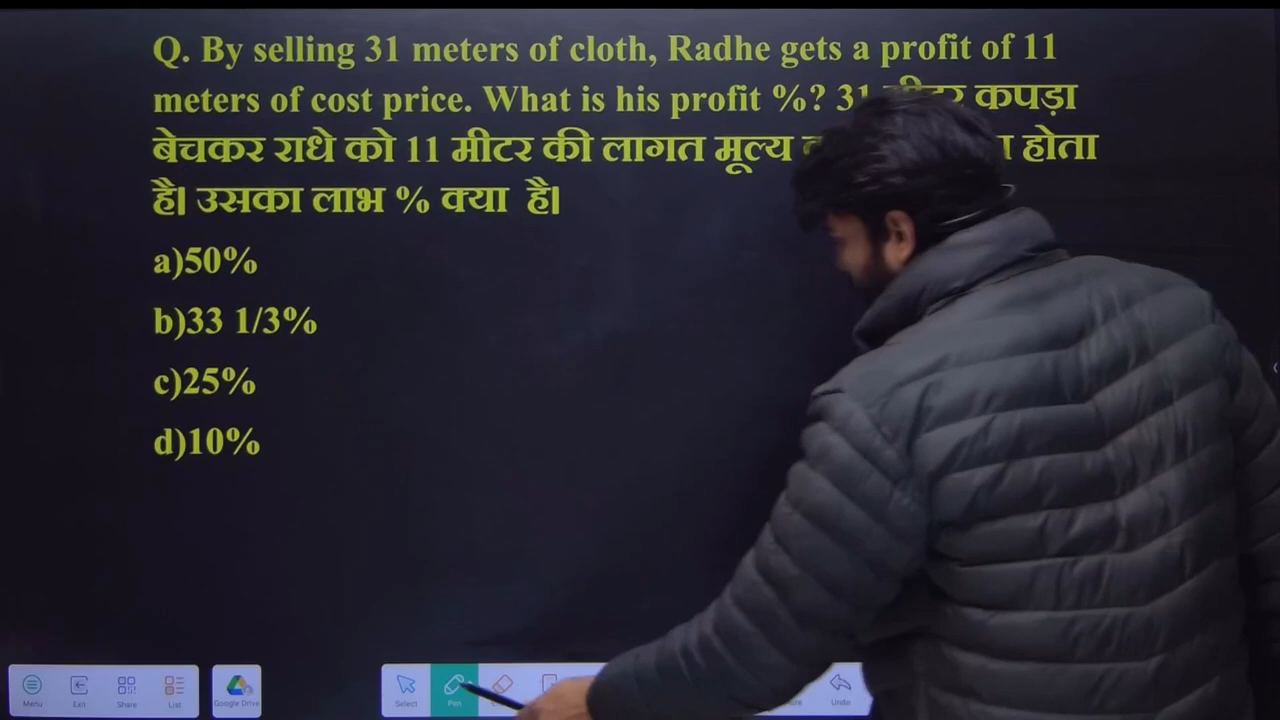 Q. By selling 31 meters of cloth, Radhe gets a profit of 11
meters of cost price. What is his profit %? 31 मीटर कपड़ा
बेचकर राधे को 11 मीटर की लागत मूल्य होता
है। उसका लाभ % क्या है।
a)50%
b)33 1/3%
c)25%
d)10%
Menu Exit Share List Google Drive Select Pen Undo